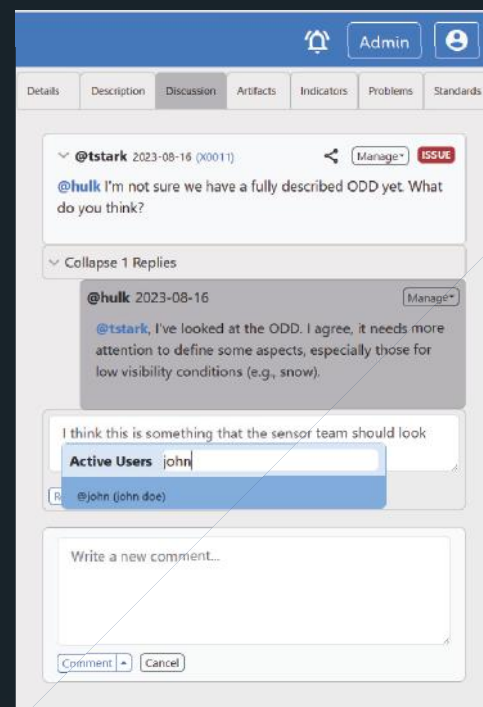 Admin
Details Description Discussion Artifacts Indicators Problems Standards
@tstark 2023-08-16 (X0011) Manage ISSUE
@hulk I'm not sure we have a fully described ODD yet. What
do you think?
Collapse 1 Replies
@hulk 2023-08-16 Manage
@tstark, I've looked at the ODD. I agree, it needs more
attention to define some aspects, especially those for
low visibility conditions (e.g., snow).
I think this is something that the sensor team should look
Active Users john
@john (john doe)
Write a new comment...
Comment Cancel